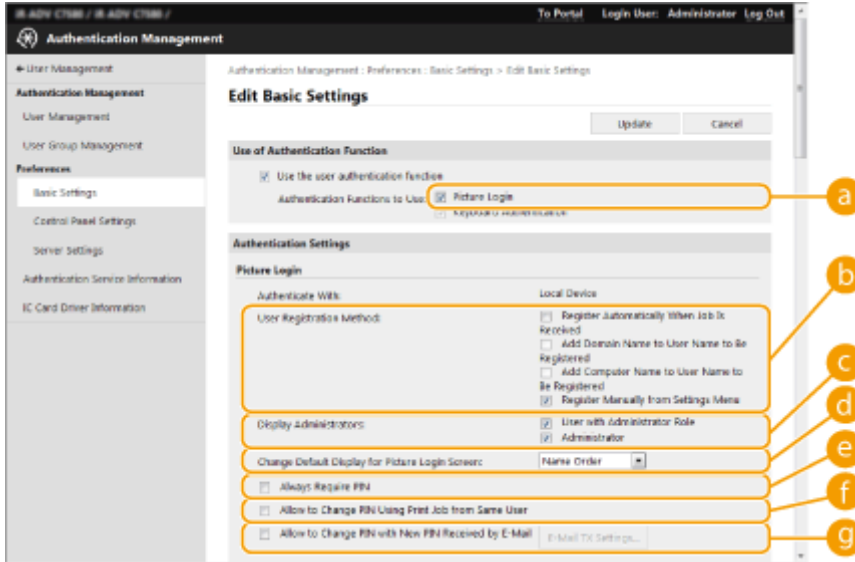 iR-ADV C7580 / iR-ADV C7580 /
To Portal Login User: Administrator Log Out
Authentication Management
User Management
Authentication Management : Preferences : Basic Settings > Edit Basic Settings
Authentication Management
Edit Basic Settings
User Management
Update Cancel
User Group Management
Use of Authentication Function
Preferences
Use the user authentication function
Basic Settings
Authentication Functions to Use: Picture Login
a
Keyboard Authentication
Control Panel Settings
Server Settings
Authentication Settings
Authentication Service Information
Picture Login
IC Card Driver Information
Authenticate With: Local Device
b
User Registration Method: Register Automatically When Job Is
Received
Add Domain Name to User Name to Be
Registered
Add Computer Name to User Name to
Be Registered
Register Manually from Settings Menu
c
Display Administrators: User with Administrator Role
Administrator
d
Change Default Display for Picture Login Screen: Name Order
e
Always Require PIN
f
Allow to Change PIN Using Print Job from Same User
g
Allow to Change PIN with New PIN Received by E-Mail E-Mail TX Settings...